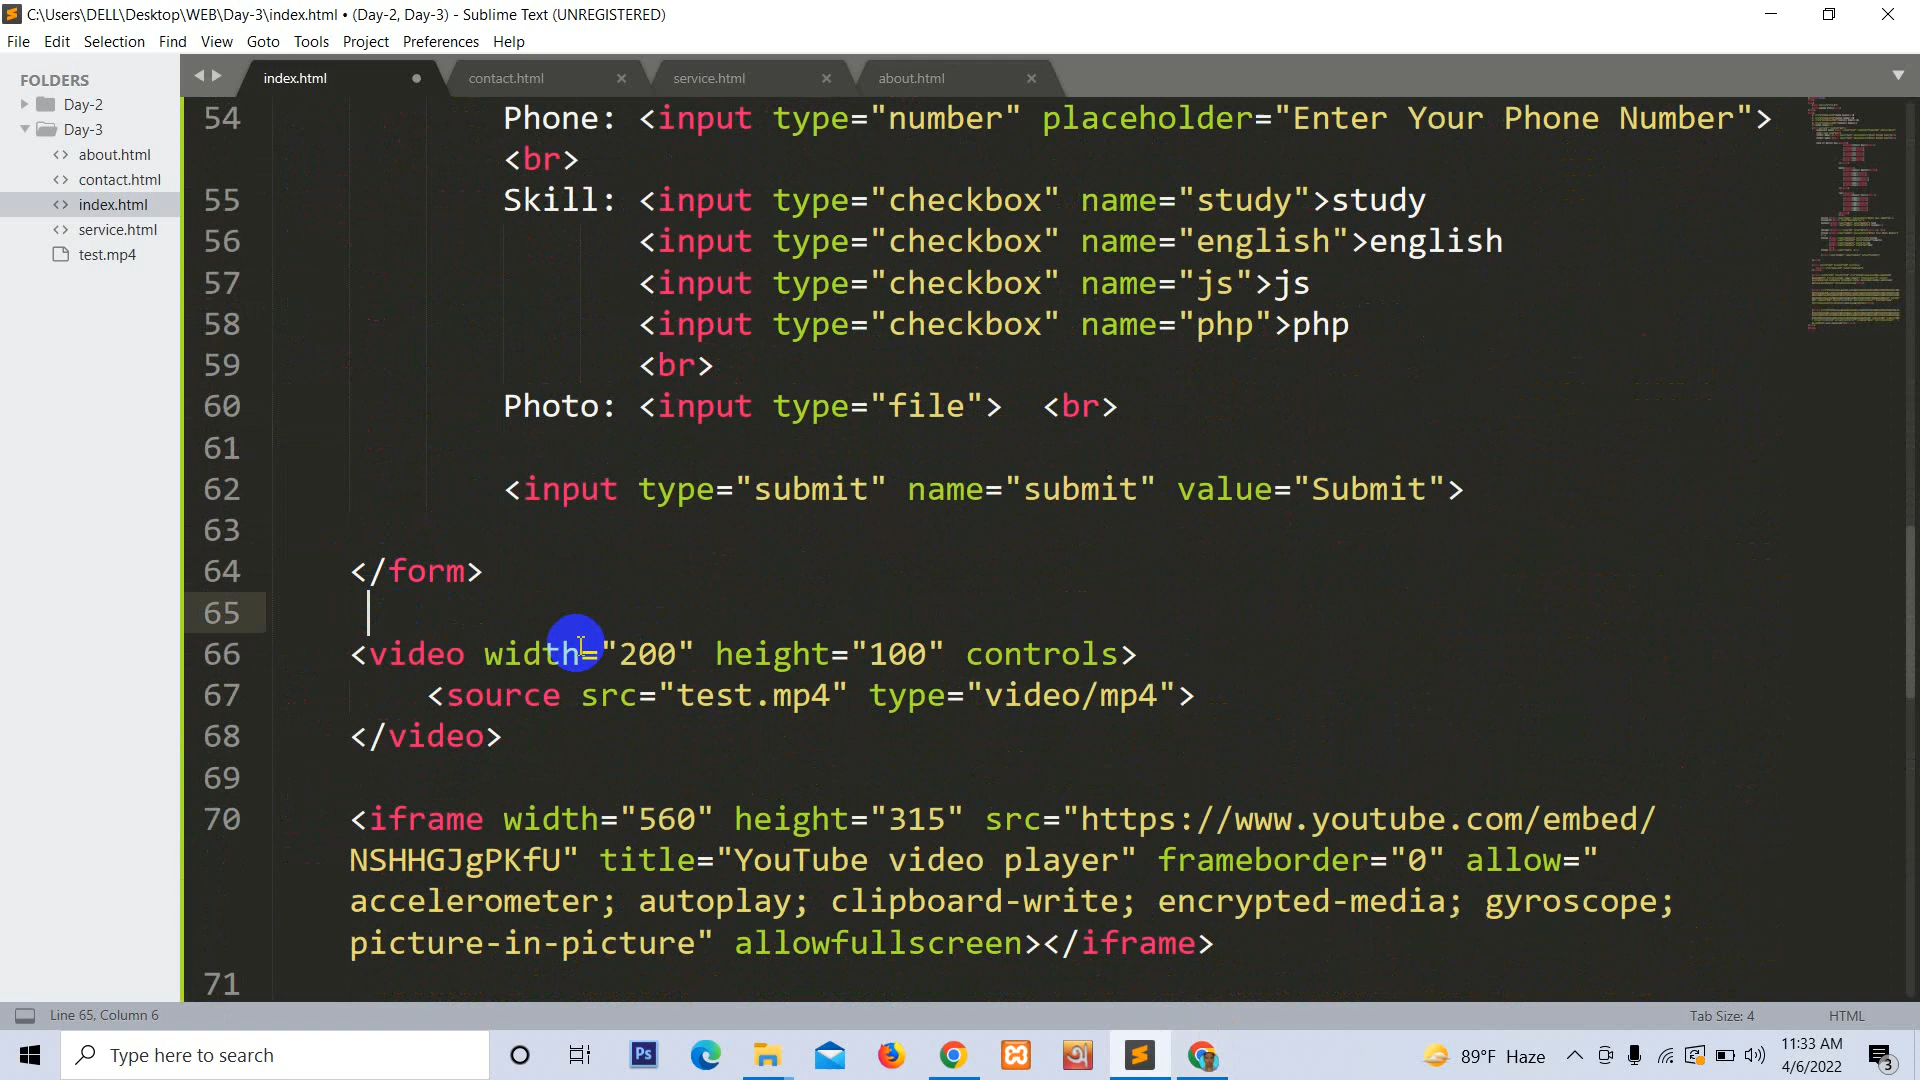 C:\Users\DELL\Desktop\WEB\Day-3\index.html • (Day-2, Day-3) - Sublime Text (UNREGISTERED)
File Edit Selection Find View Goto Tools Project Preferences Help
FOLDERS
Day-2
Day-3
about.html
contact.html
index.html
service.html
test.mp4
index.html contact.html service.html about.html
54 Phone: <input type="number" placeholder="Enter Your Phone Number">
<br>
55 Skill: <input type="checkbox" name="study">study
56 <input type="checkbox" name="english">english
57 <input type="checkbox" name="js">js
58 <input type="checkbox" name="php">php
59 <br>
60 Photo: <input type="file"> <br>
61
62 <input type="submit" name="submit" value="Submit">
63
64 </form>
65
66 <video width="200" height="100" controls>
67 <source src="test.mp4" type="video/mp4">
68 </video>
69
70 <iframe width="560" height="315" src="https://www.youtube.com/embed/
NSHHGJgPKfU" title="YouTube video player" frameborder="0" allow="
accelerometer; autoplay; clipboard-write; encrypted-media; gyroscope;
picture-in-picture" allowfullscreen></iframe>
71
Line 65, Column 6 Tab Size: 4 HTML
Type here to search
Ps
89°F Haze
11:33 AM
4/6/2022
3